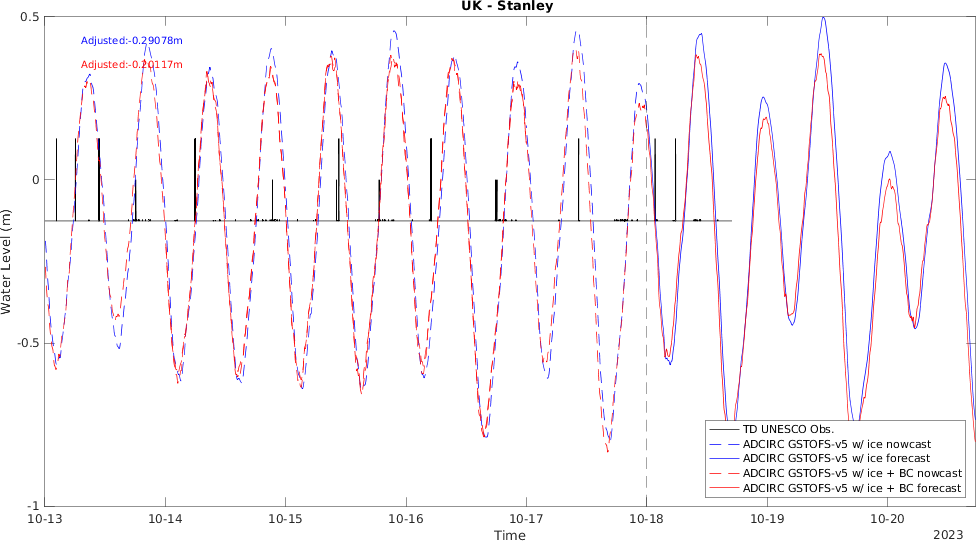 UK - Stanley
Adjusted:-0.29078m
Adjusted:-0.20117m
0.5
0
-0.5
-1
Water Level (m)
10-13 10-14 10-15 10-16 10-17 10-18 10-19 10-20
Time
2023
TD UNESCO Obs.
ADCIRC GSTOFS-v5 w/ ice nowcast
ADCIRC GSTOFS-v5 w/ ice forecast
ADCIRC GSTOFS-v5 w/ ice + BC nowcast
ADCIRC GSTOFS-v5 w/ ice + BC forecast